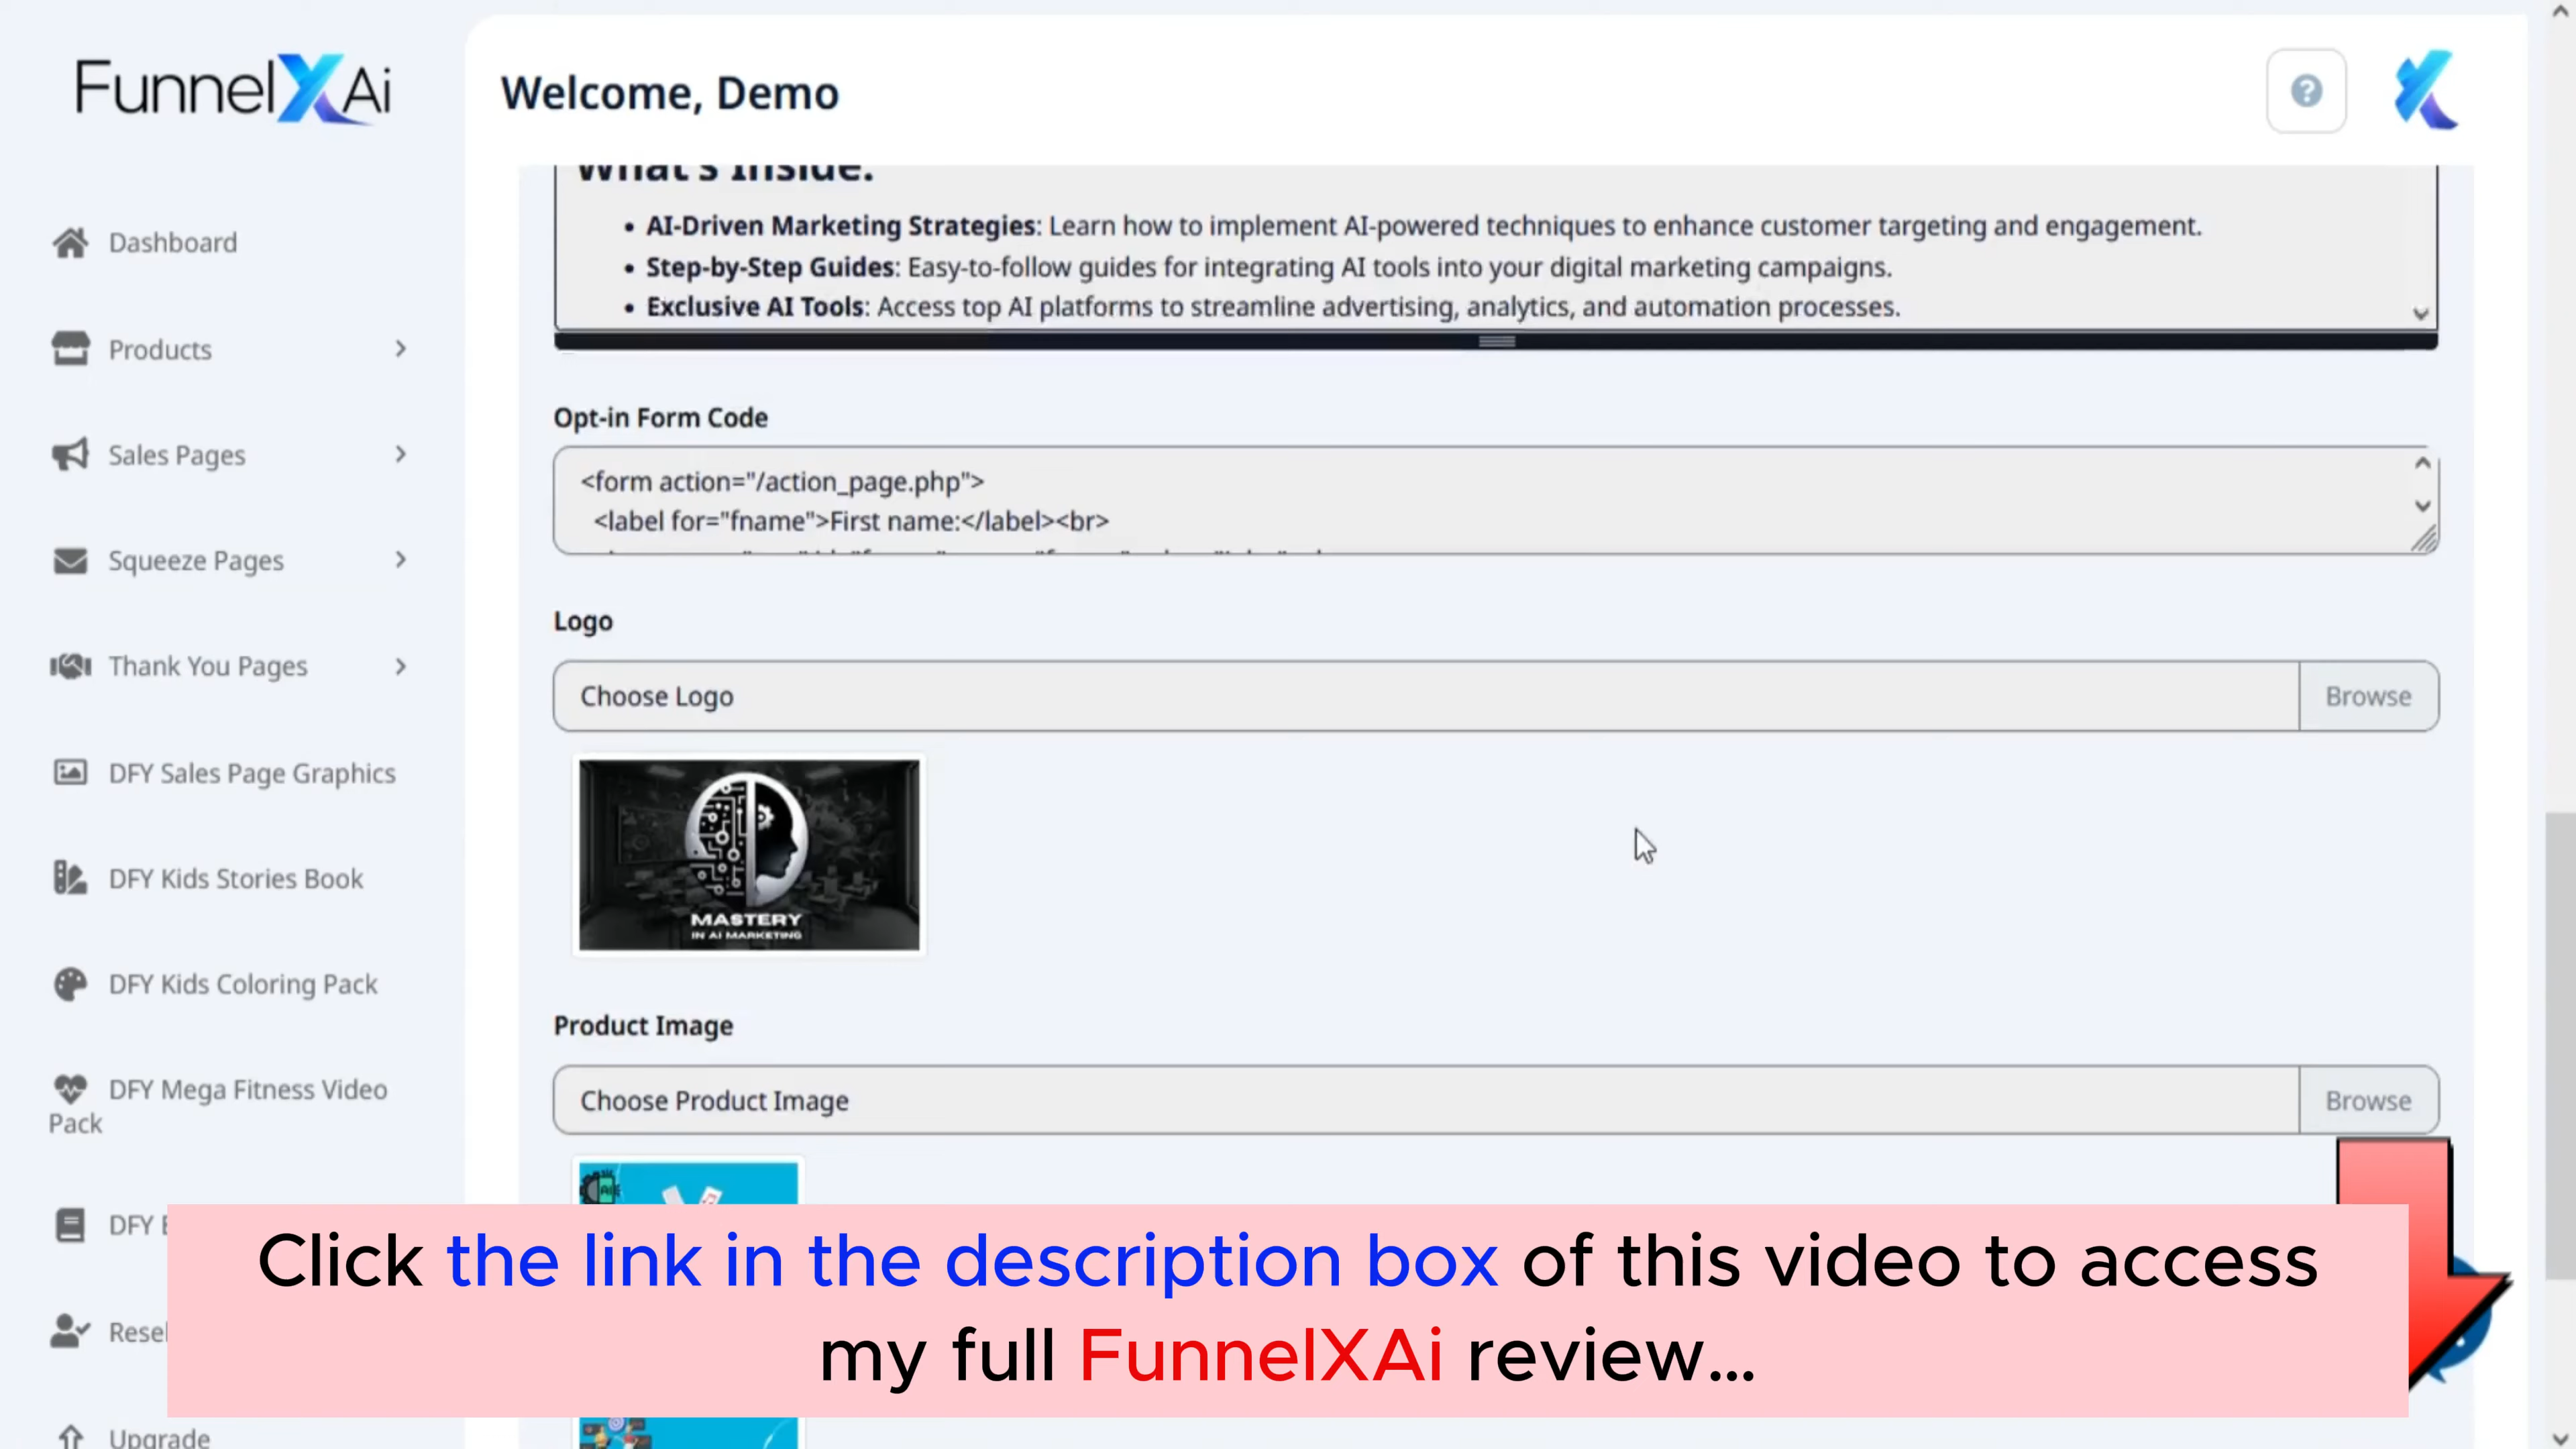 FunnelXAi
Welcome, Demo
What's Inside:
Dashboard
• AI-Driven Marketing Strategies: Learn how to implement AI-powered techniques to enhance customer targeting and engagement.
• Step-by-Step Guides: Easy-to-follow guides for integrating AI tools into your digital marketing campaigns.
• Exclusive AI Tools: Access top AI platforms to streamline advertising, analytics, and automation processes.
Products
Sales Pages
Squeeze Pages
Thank You Pages
DFY Sales Page Graphics
DFY Kids Stories Book
DFY Kids Coloring Pack
DFY Mega Fitness Video
Pack
DFY
Upgrade
Opt-in Form Code
<form action="/action_page.php">
<label for="fname">First name:</label><br>
Logo
Choose Logo
Browse
MASTERY
IN AI MARKETING
Product Image
Choose Product Image
Browse
Click the link in the description box of this video to access
my full FunnelXAi review...